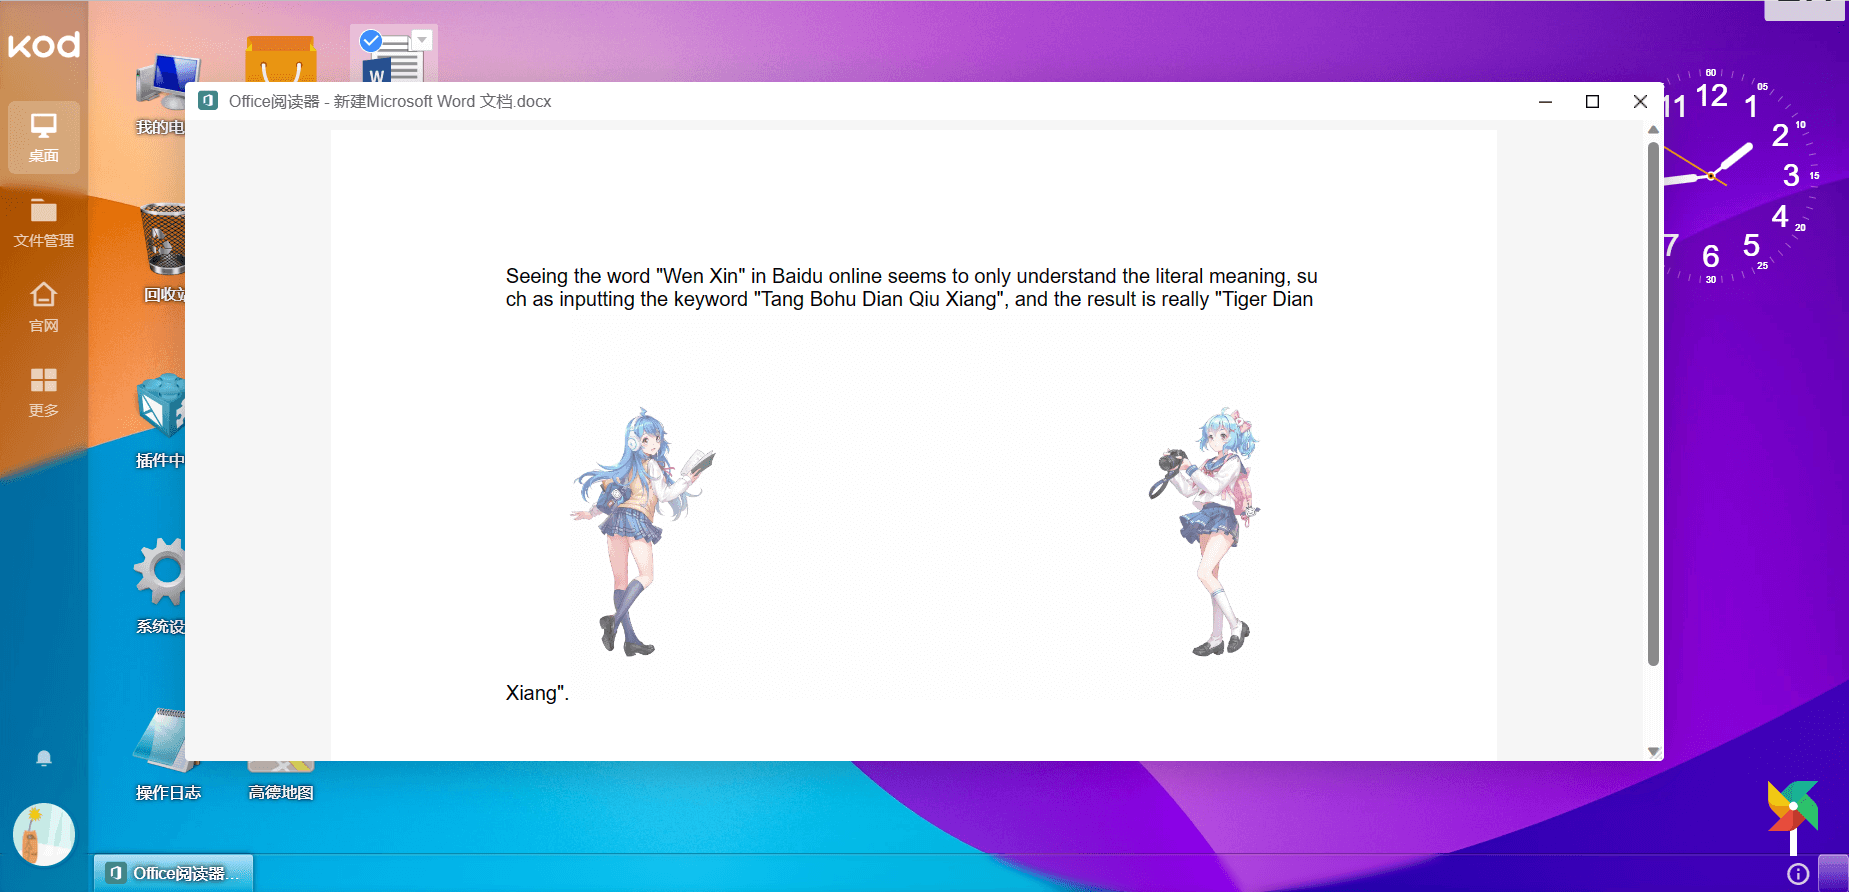 kod
桌面
文件管理
官网
更多
我的电
回收站
插件中
系统设
操作日志
高德地图
W
Office阅读器 - 新建Microsoft Word 文档.docx
Seeing the word "Wen Xin" in Baidu online seems to only understand the literal meaning, su
ch as inputting the keyword "Tang Bohu Dian Qiu Xiang", and the result is really "Tiger Dian
Xiang".
60
05
10
15
20
25
30
11
12
1
2
3
4
5
6
7
Office阅读器...